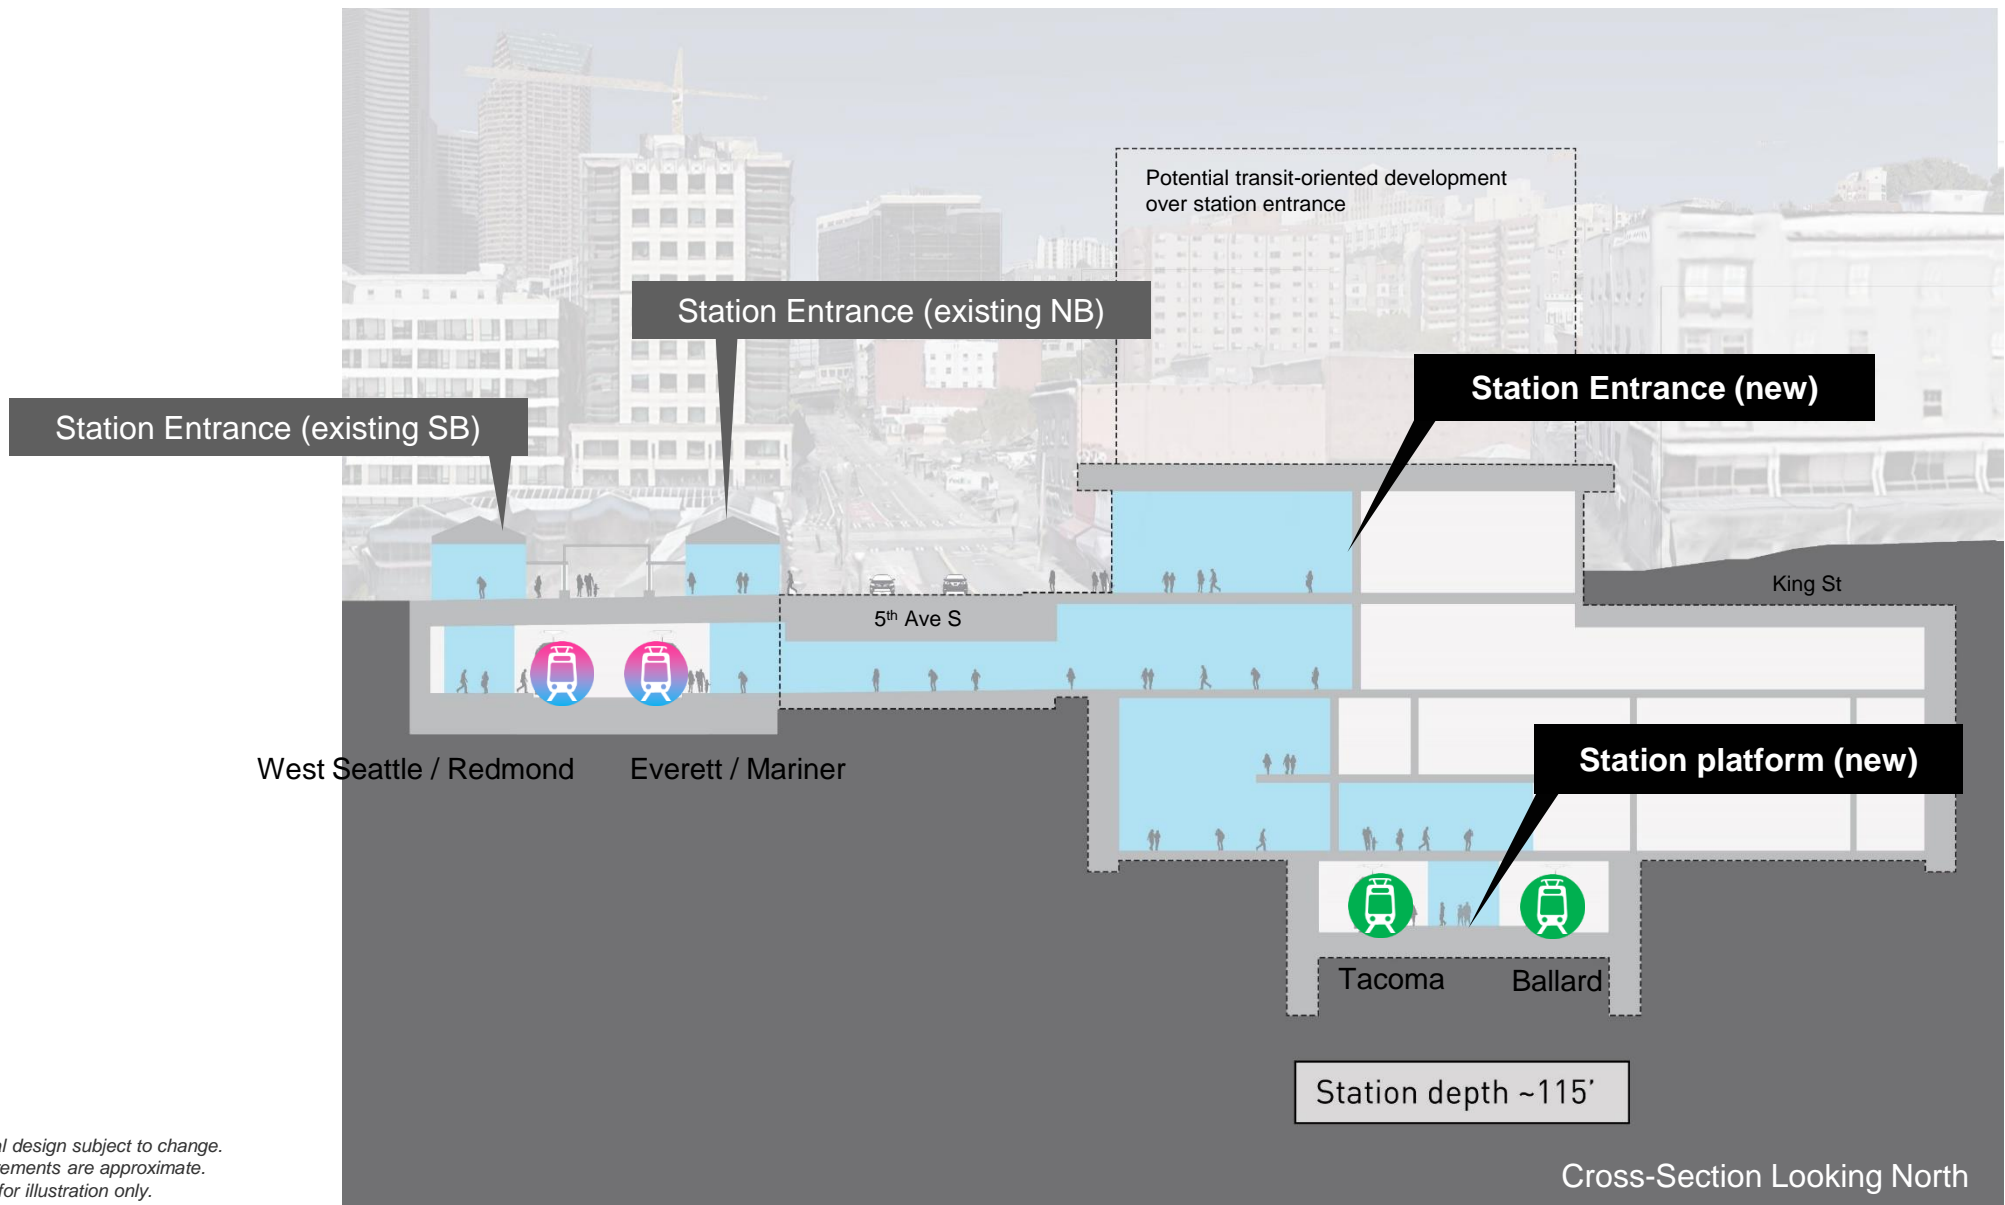 Potential transit-oriented development
over station entrance
Station Entrance (existing NB)
Station Entrance (new)
Station Entrance (existing SB)
King St
5th Ave S
West Seattle / Redmond
Everett / Mariner
Station platform (new)
Tacoma
Ballard
Station depth ~115’
design subject to change.
are approximate.
for illustration only.
Cross-Section Looking North